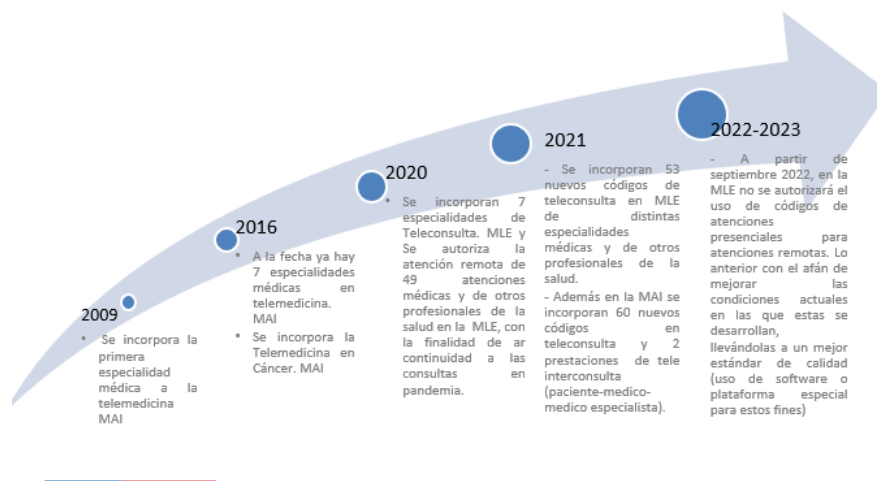 2009
• Se incorpora la
primera
especialidad
médica a la
telemedicina
MAI
2016
• A la fecha ya hay
7 especialidades
médicas en
telemedicina.
MAI
• Se incorpora la
Telemedicina en
Cáncer. MAI
2020
• Se incorporan 7
especialidades de
Teleconsulta. MLE y
Se autoriza la
atención remota de
49 atenciones
médicas y de otros
profesionales de la
salud en la MLE, con
la finalidad de ar
continuidad a las
consultas en
pandemia.
2021
- Se incorporan 53
nuevos códigos de
teleconsulta en MLE
de distintas
especialidades
médicas y de otros
profesionales de la
salud.
- Además en la MAI se
incorporan 60 nuevos
códigos en
teleconsulta y 2
prestaciones de tele
interconsulta
(paciente-medico-
medico especialista).
2022-2023
- A partir de
septiembre 2022, en la
MLE no se autorizará el
uso de códigos de
atenciones
presenciales para
atenciones remotas. Lo
anterior con el afán de
mejorar las
condiciones actuales
en las que estas se
desarrollan,
llevándolas a un mejor
estándar de calidad
(uso de software o
plataforma especial
para estos fines)